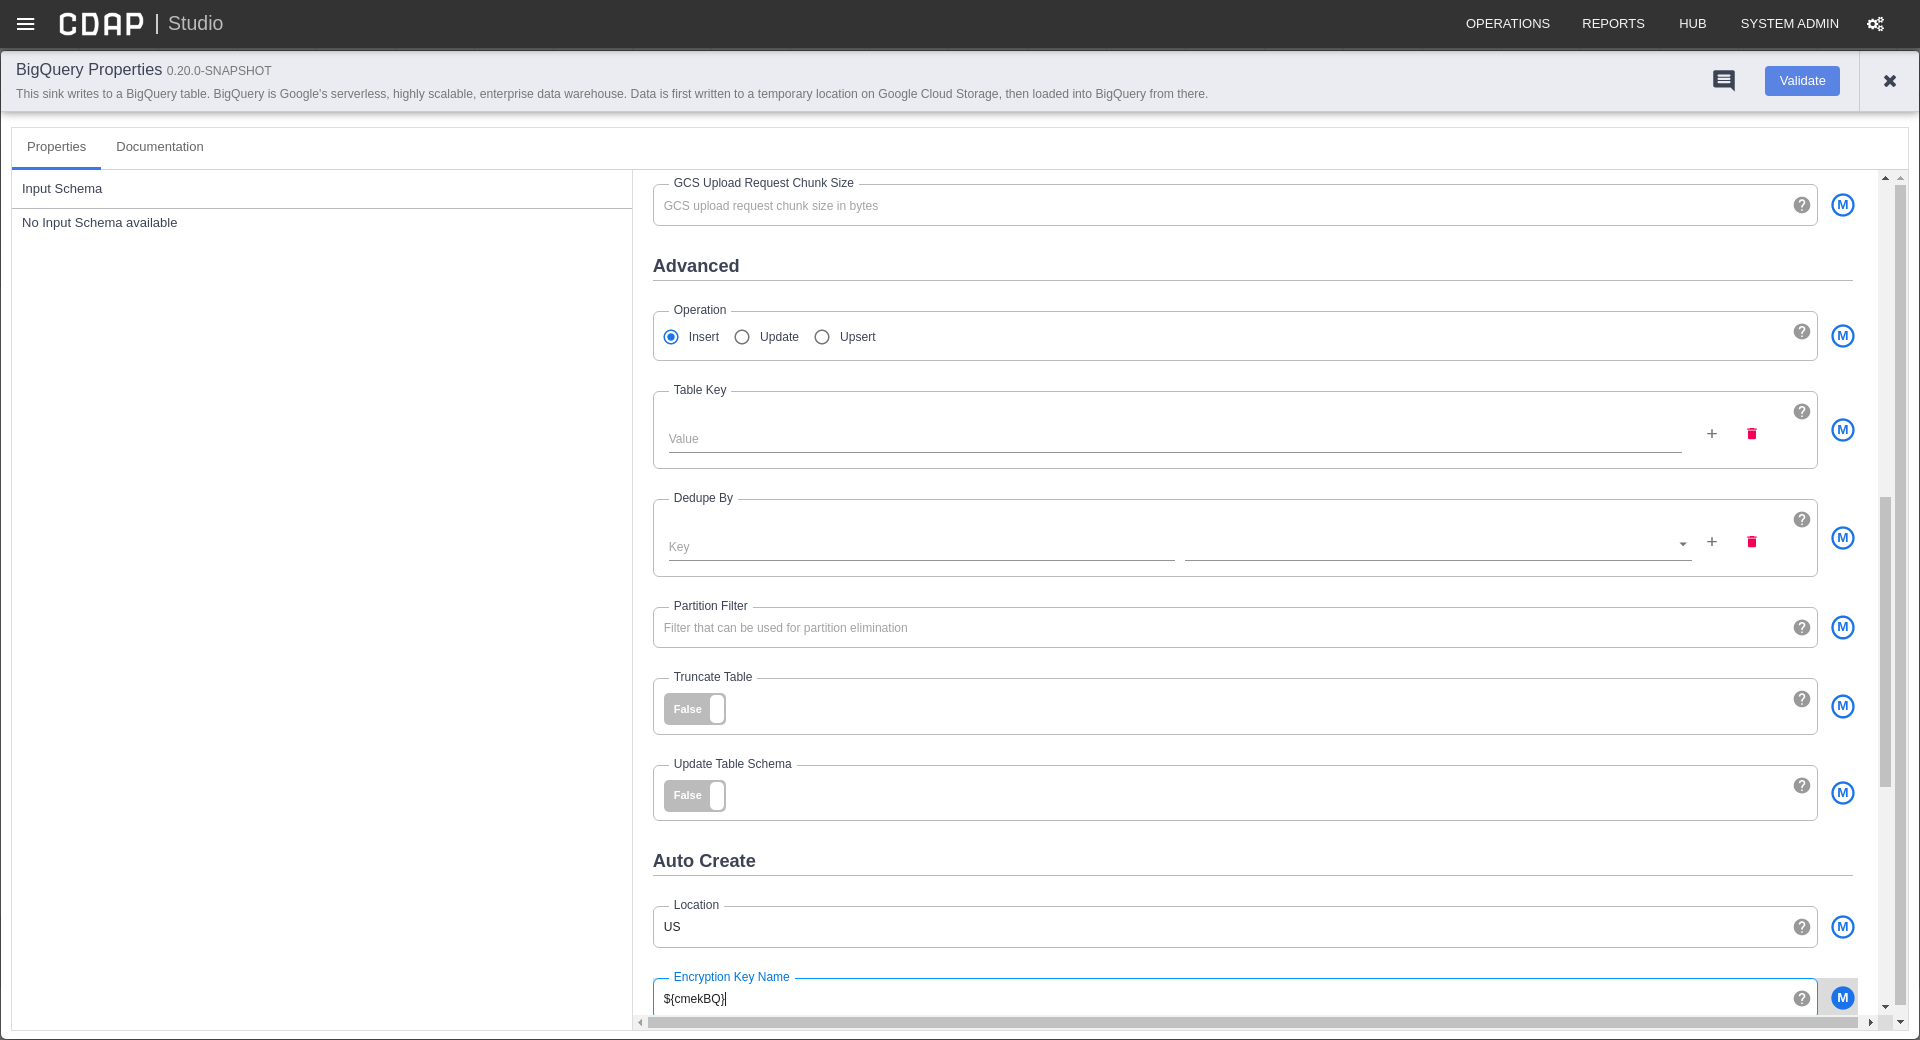 CDAP | Studio
OPERATIONS REPORTS HUB SYSTEM ADMIN
BigQuery Properties 0.20.0-SNAPSHOT
This sink writes to a BigQuery table. BigQuery is Google's serverless, highly scalable, enterprise data warehouse. Data is first written to a temporary location on Google Cloud Storage, then loaded into BigQuery from there.
Validate
Properties Documentation
Input Schema
No Input Schema available
GCS Upload Request Chunk Size
GCS upload request chunk size in bytes
? M
Advanced
Operation
Insert Update Upsert
? M
Table Key
Value
? M
Dedupe By
Key
? M
Partition Filter
Filter that can be used for partition elimination
? M
Truncate Table
False
? M
Update Table Schema
False
? M
Auto Create
Location
US
? M
Encryption Key Name
${cmekBQ}
? M